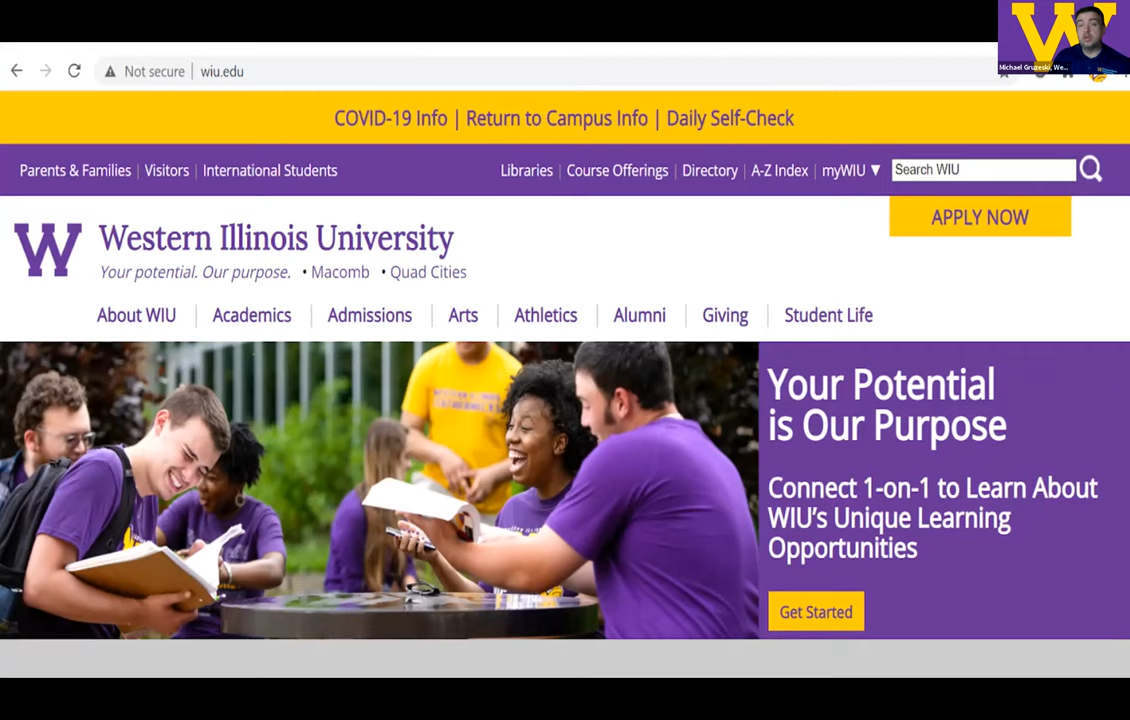 W
Michael Gruzeski, We...
Not secure | wiu.edu
COVID-19 Info | Return to Campus Info | Daily Self-Check
Parents & Families | Visitors | International Students
Libraries | Course Offerings | Directory | A-Z Index | myWIU ▼
Search WIU
APPLY NOW
W
Western Illinois University
Your potential. Our purpose. • Macomb • Quad Cities
About WIU | Academics | Admissions | Arts | Athletics | Alumni | Giving | Student Life
Your Potential
is Our Purpose
Connect 1-on-1 to Learn About
WIU's Unique Learning
Opportunities
Get Started